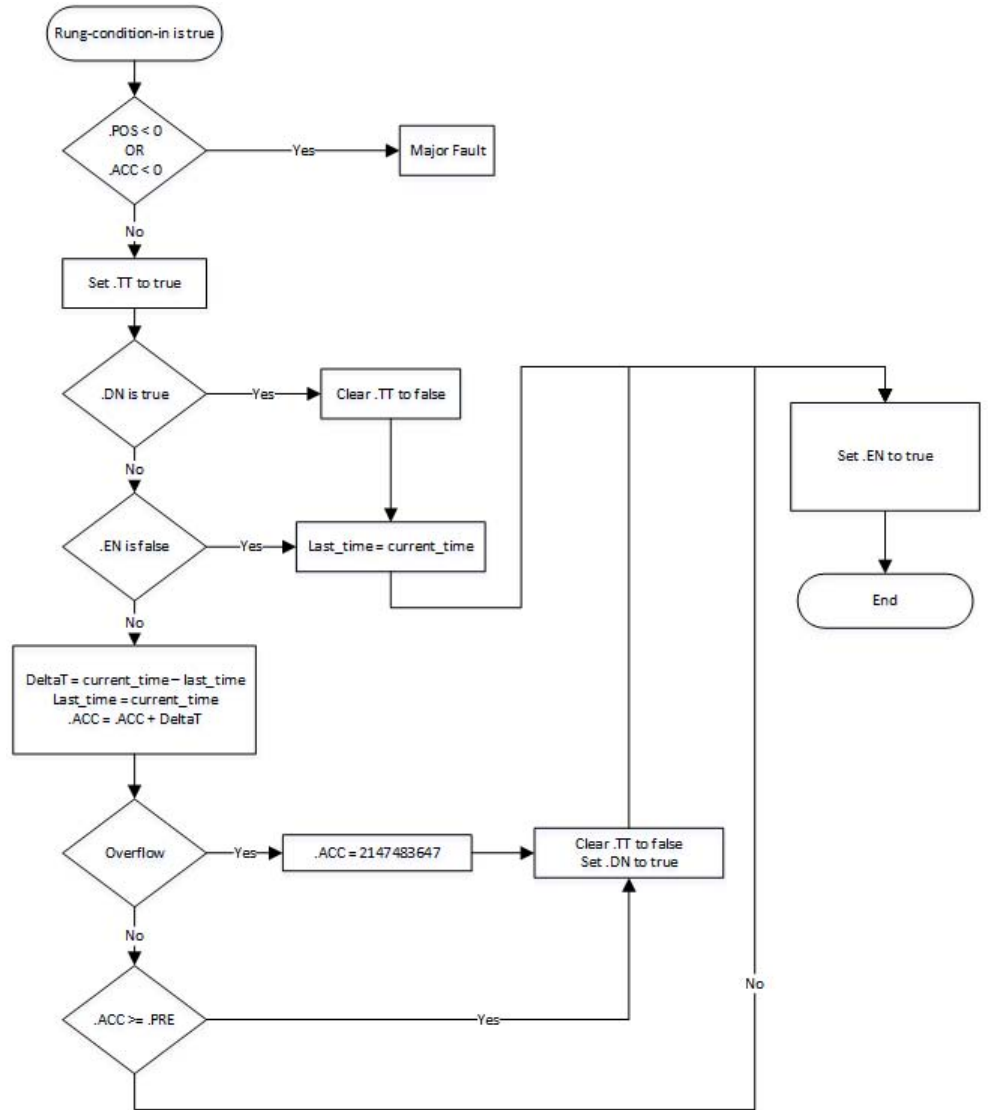 Rung-condition-in is true
.POS < 0
OR
.ACC < 0
Yes
Major Fault
No
Set .TT to true
.DN is true
Yes
Clear .TT to false
Set .EN to true
No
.EN is false
Yes
Last_time = current_time
End
No
DeltaT = current_time – last_time
Last_time = current_time
.ACC = .ACC + DeltaT
Overflow
Yes
.ACC = 2147483647
Clear .TT to false
Set .DN to true
No
.ACC >= .PRE
Yes
No